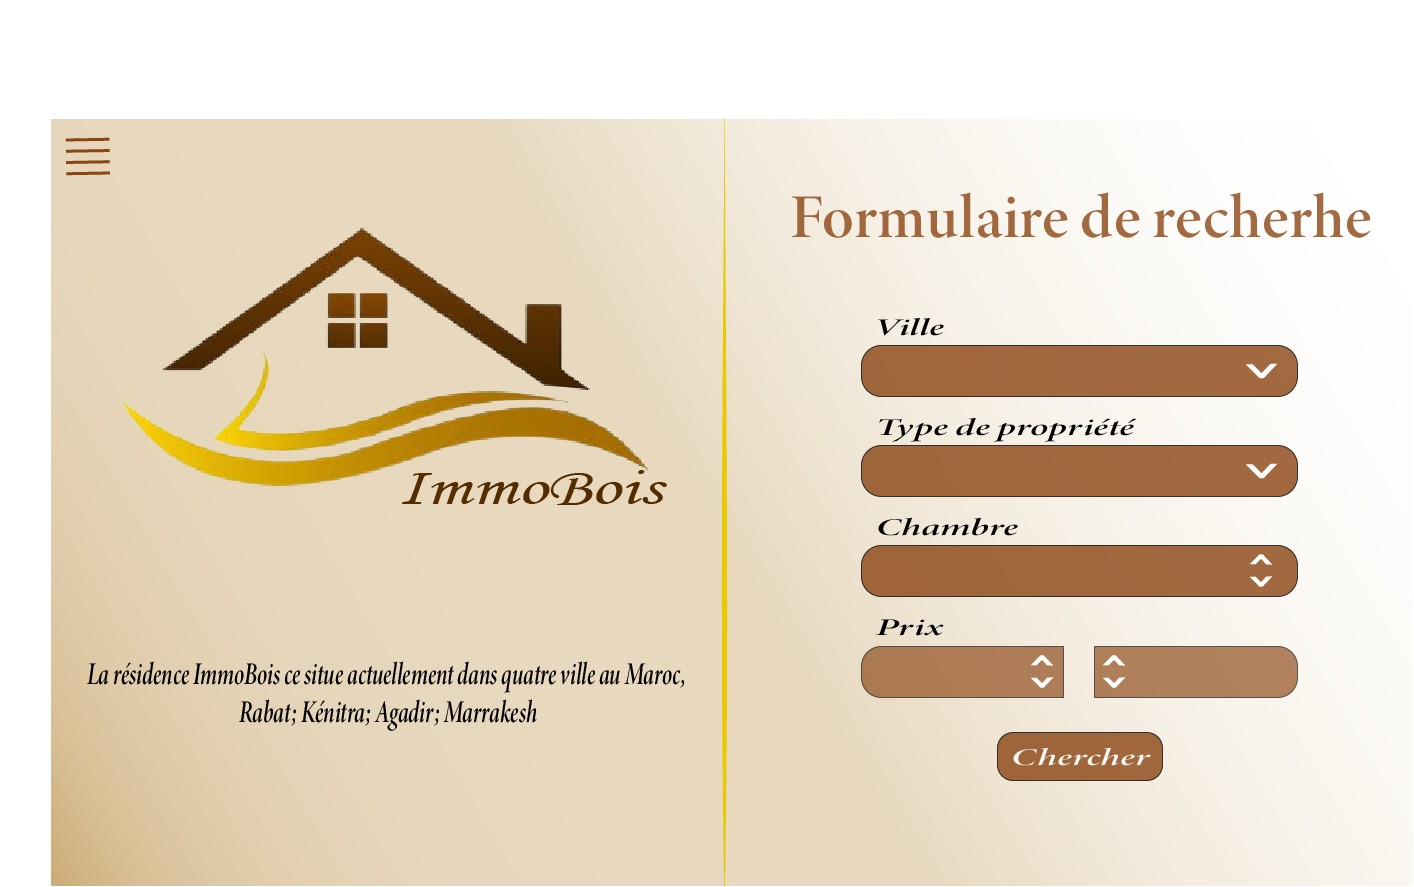 ImmoBois
La résidence ImmoBois ce situe actuellement dans quatre ville au Maroc,
Rabat; Kénitra; Agadir; Marrakesh
Formulaire de recherhe
Ville
Type de propriété
Chambre
Prix
Chercher